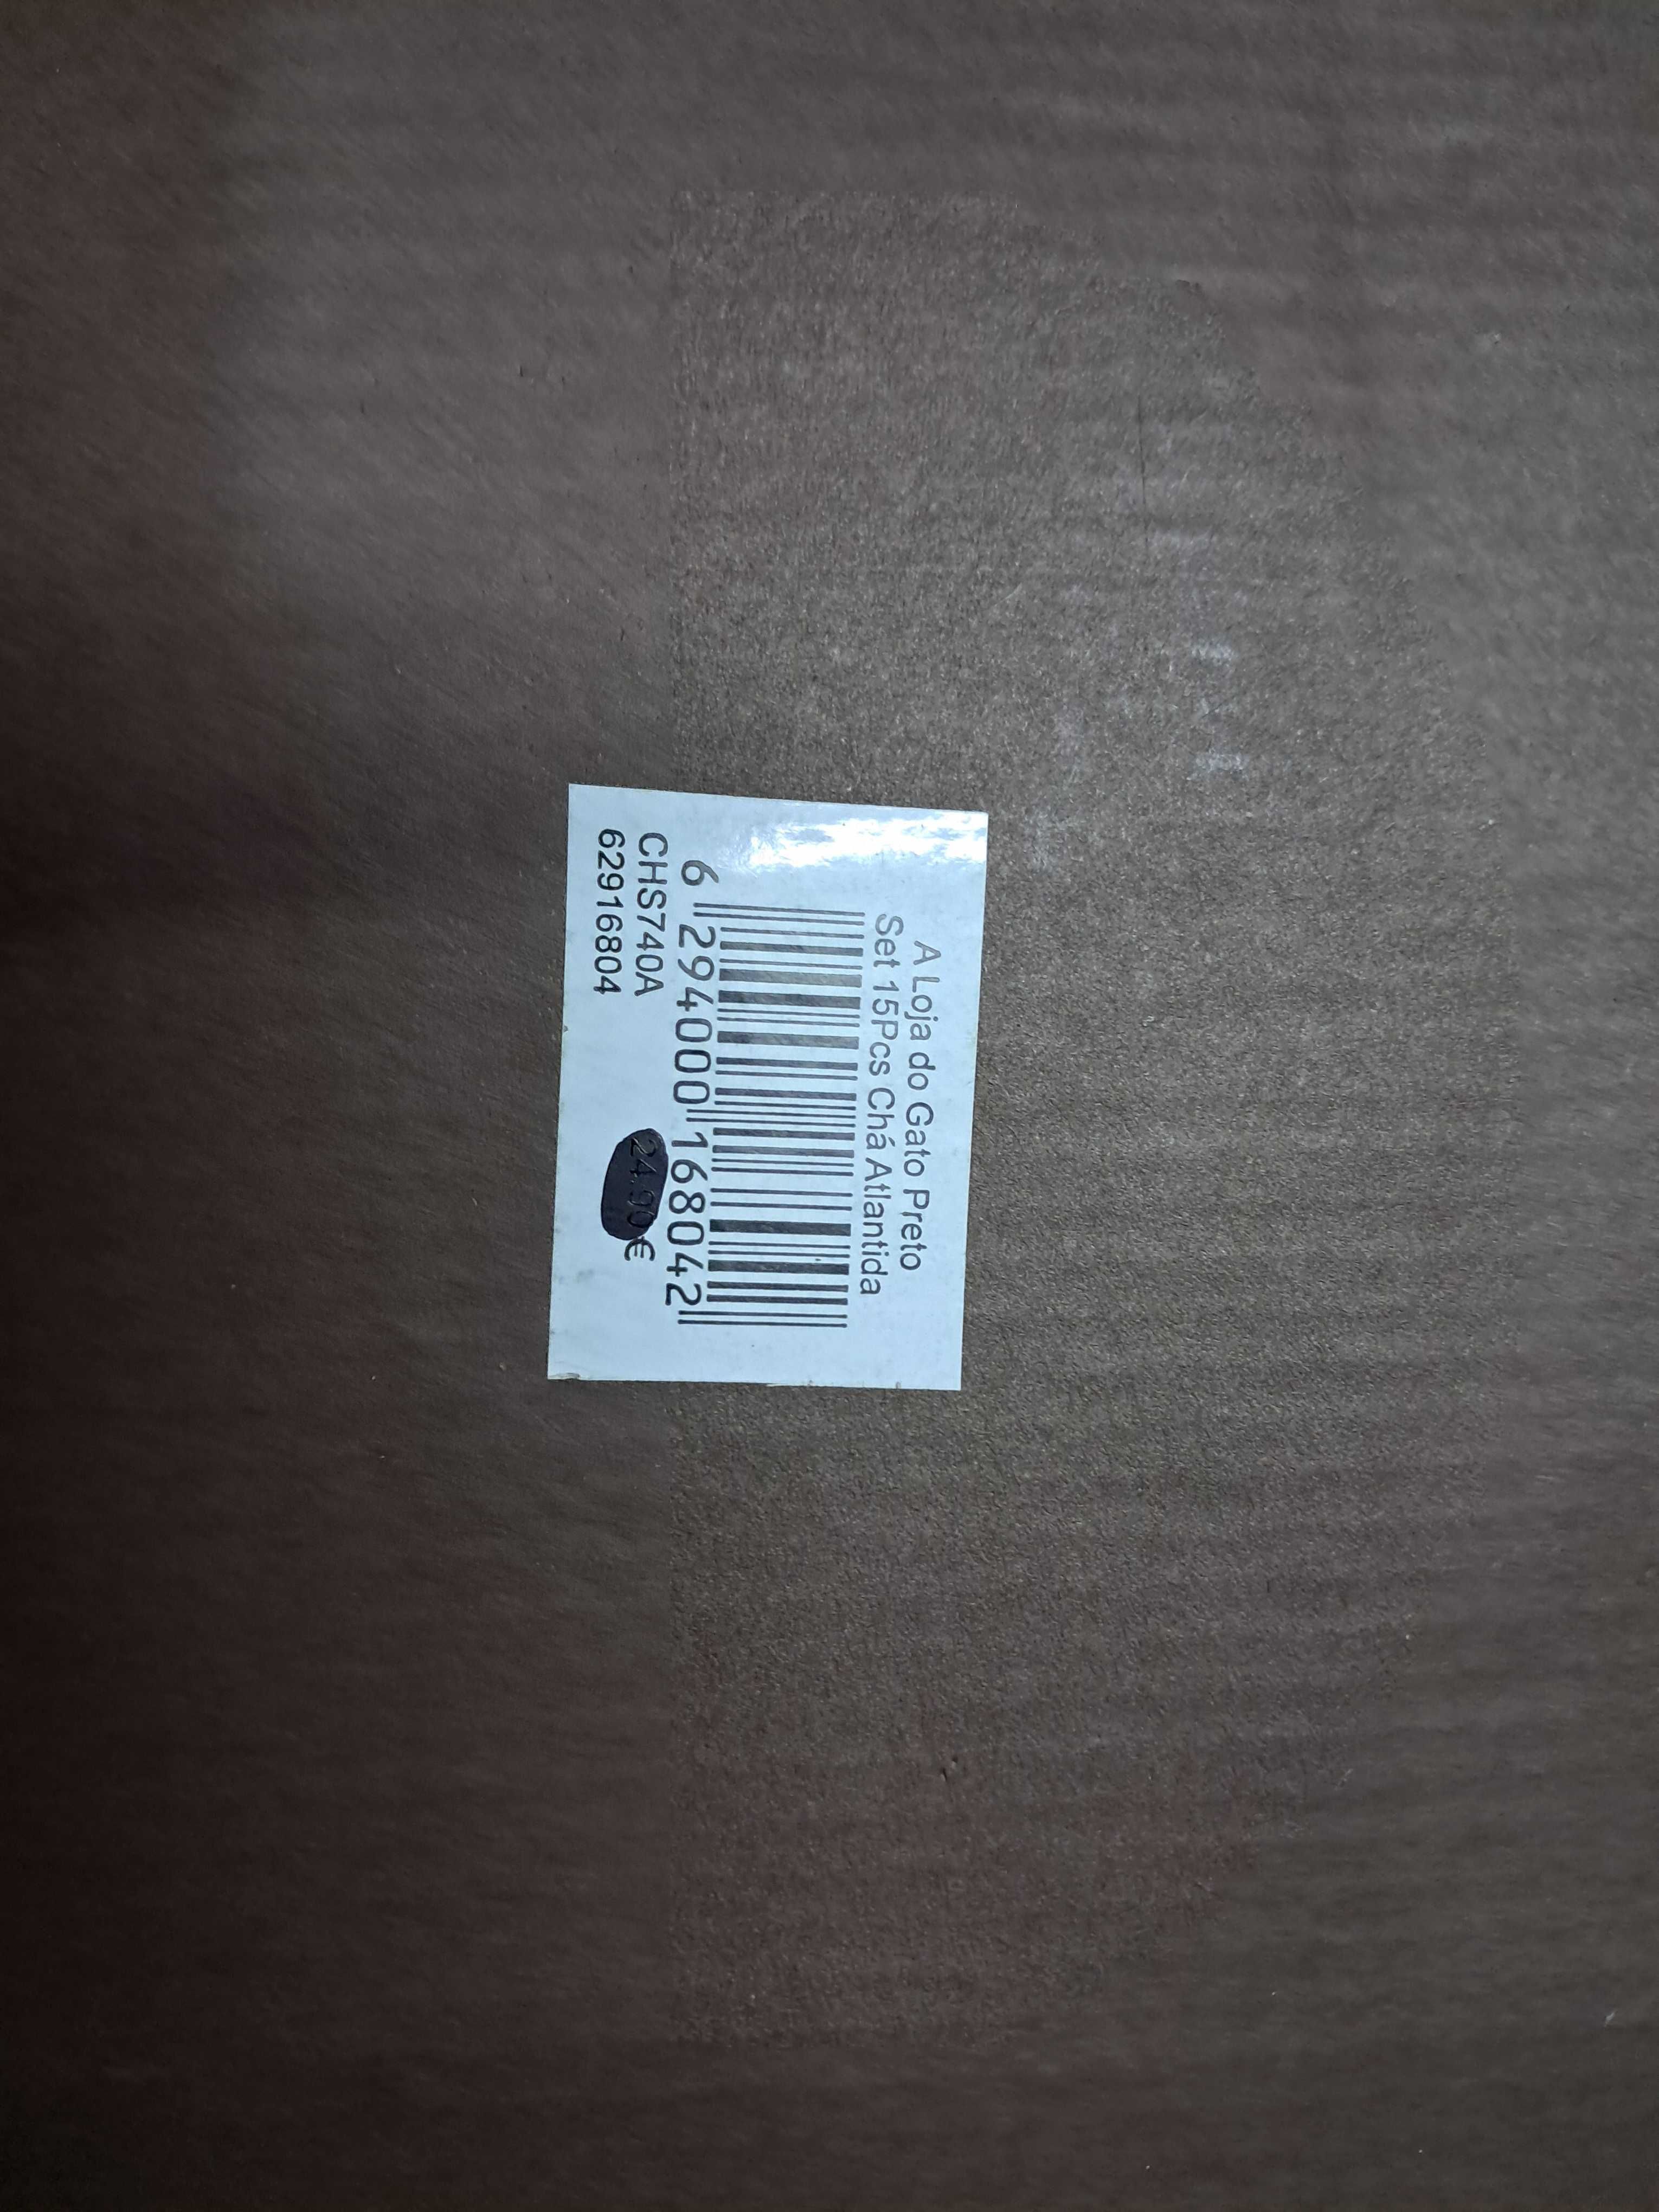 A Loja do Gato Preto
Set 15Pcs Chá Atlantida
6 294000 168042
CHS740A
24.90€
62916804